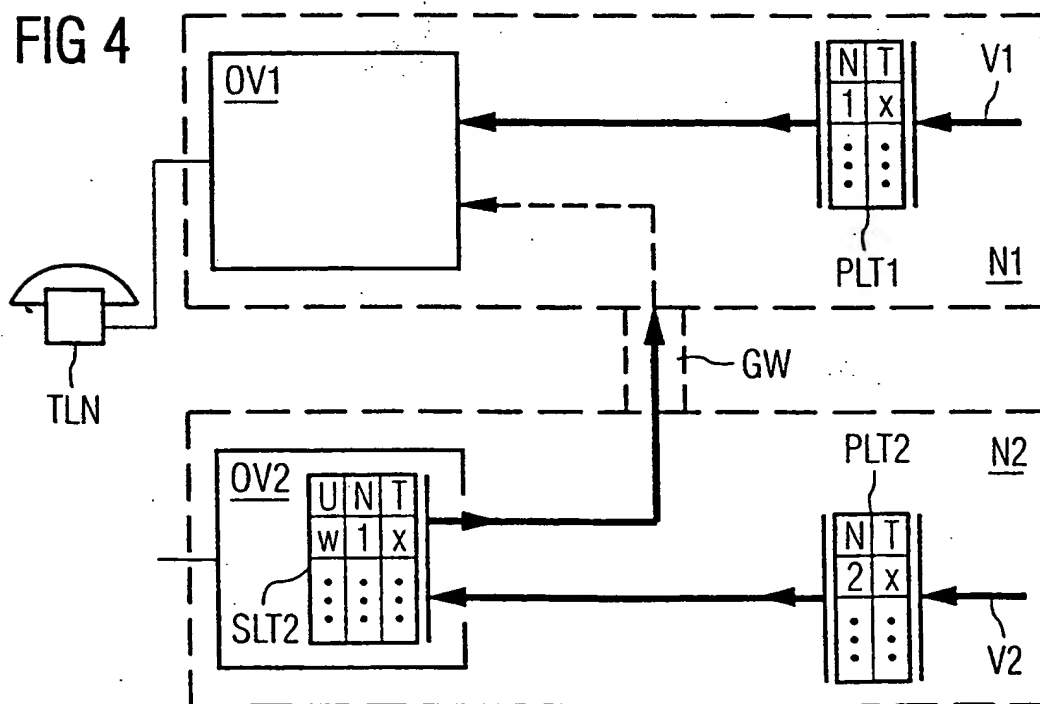 FIG 4
OV1
N T
1 x
V1
PLT1
N1
TLN
GW
OV2
U N T
w 1 x
SLT2
PLT2
N2
N T
2 x
V2